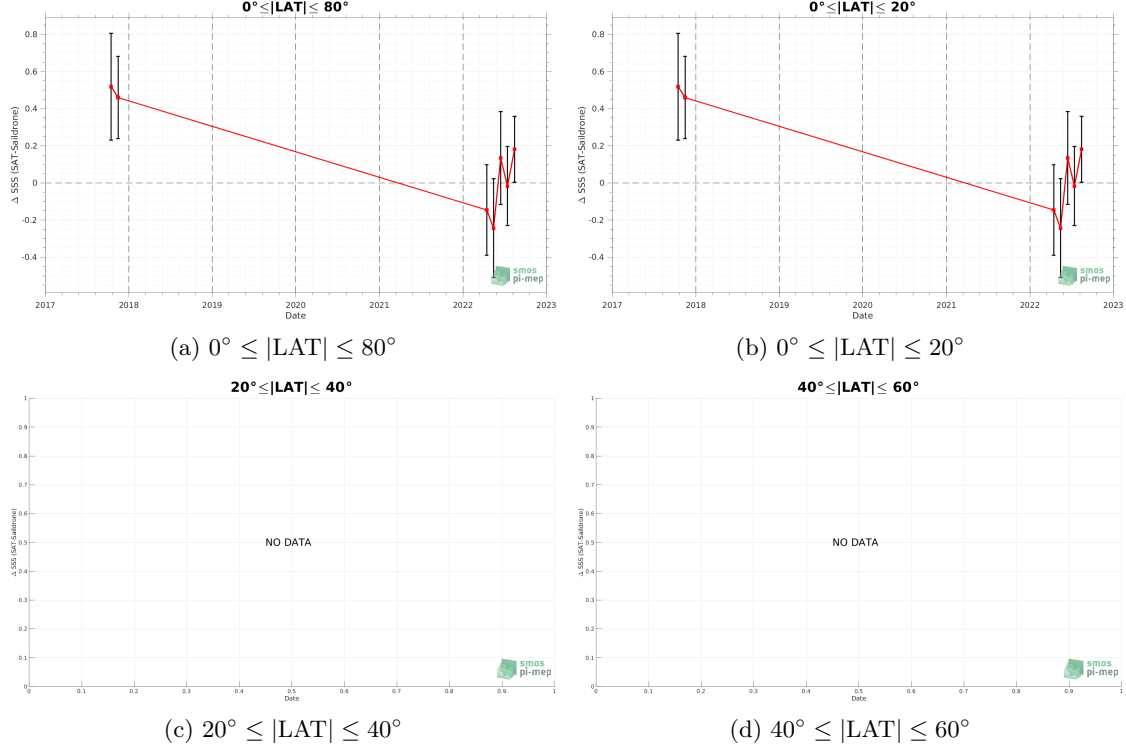 0°≤|LAT|≤ 80°
0.8
0.6
0.4
0.2
0
-0.2
-0.4
Δ SSS (SAT-Saildrone)
smos
pi-mep
2017 2018 2019 2020 2021 2022 2023
Date
(a) 0° ≤ |LAT| ≤ 80°
0°≤|LAT|≤ 20°
0.8
0.6
0.4
0.2
0
-0.2
-0.4
Δ SSS (SAT-Saildrone)
smos
pi-mep
2017 2018 2019 2020 2021 2022 2023
Date
(b) 0° ≤ |LAT| ≤ 20°
20°≤|LAT|≤ 40°
1
0.9
0.8
0.7
0.6
0.5
0.4
0.3
0.2
0.1
0
Δ SSS (SAT-Saildrone)
NO DATA
smos
pi-mep
0 0.1 0.2 0.3 0.4 0.5 0.6 0.7 0.8 0.9 1
Date
(c) 20° ≤ |LAT| ≤ 40°
40°≤|LAT|≤ 60°
1
0.9
0.8
0.7
0.6
0.5
0.4
0.3
0.2
0.1
0
Δ SSS (SAT-Saildrone)
NO DATA
smos
pi-mep
0 0.1 0.2 0.3 0.4 0.5 0.6 0.7 0.8 0.9 1
Date
(d) 40° ≤ |LAT| ≤ 60°